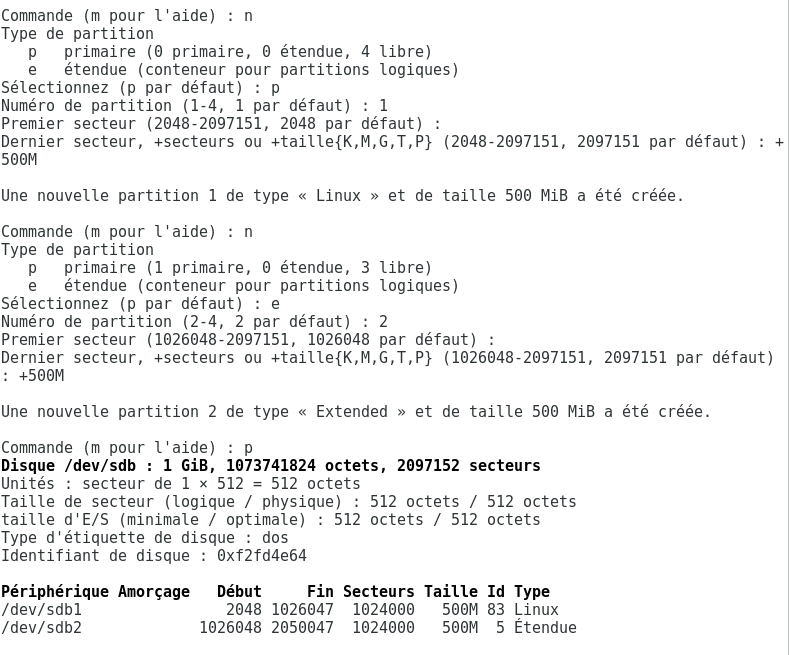 Commande (m pour l'aide) : n
Type de partition
   p   primaire (0 primaire, 0 étendue, 4 libre)
   e   étendue (conteneur pour partitions logiques)
Sélectionnez (p par défaut) : p
Numéro de partition (1-4, 1 par défaut) : 1
Premier secteur (2048-2097151, 2048 par défaut) :
Dernier secteur, +secteurs ou +taille{K,M,G,T,P} (2048-2097151, 2097151 par défaut) : +
500M

Une nouvelle partition 1 de type « Linux » et de taille 500 MiB a été créée.

Commande (m pour l'aide) : n
Type de partition
   p   primaire (1 primaire, 0 étendue, 3 libre)
   e   étendue (conteneur pour partitions logiques)
Sélectionnez (p par défaut) : e
Numéro de partition (2-4, 2 par défaut) : 2
Premier secteur (1026048-2097151, 1026048 par défaut) :
Dernier secteur, +secteurs ou +taille{K,M,G,T,P} (1026048-2097151, 2097151 par défaut)
: +500M

Une nouvelle partition 2 de type « Extended » et de taille 500 MiB a été créée.

Commande (m pour l'aide) : p
Disque /dev/sdb : 1 GiB, 1073741824 octets, 2097152 secteurs
Unités : secteur de 1 × 512 = 512 octets
Taille de secteur (logique / physique) : 512 octets / 512 octets
taille d'E/S (minimale / optimale) : 512 octets / 512 octets
Type d'étiquette de disque : dos
Identifiant de disque : 0xf2fd4e64

Périphérique Amorçage   Début     Fin Secteurs Taille Id Type
/dev/sdb1                2048 1026047  1024000   500M 83 Linux
/dev/sdb2             1026048 2050047  1024000   500M  5 Étendue